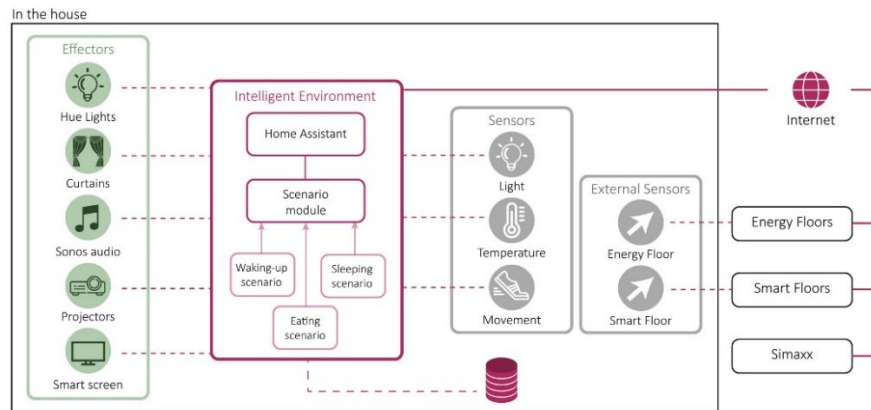 In the house
Effectors
Hue Lights
Curtains
Sonos audio
Projectors
Smart screen
Intelligent Environment
Home Assistant
Scenario
module
Waking-up
scenario
Sleeping
scenario
Eating
scenario
Sensors
Light
Temperature
Movement
External Sensors
Energy Floor
Smart Floor
Internet
Energy Floors
Smart Floors
Simaxx